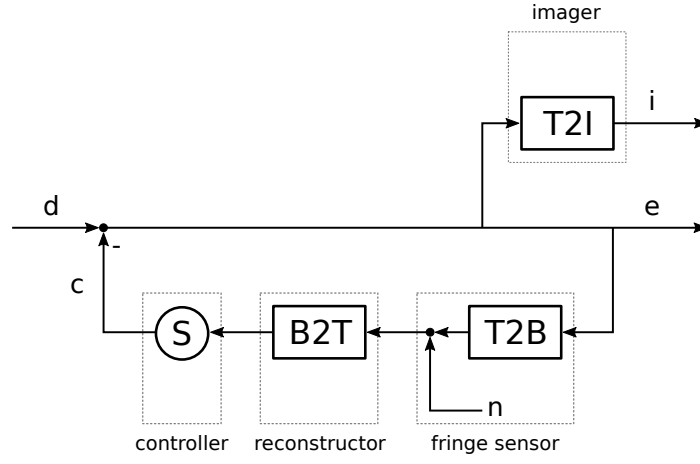 imager
T2I
i
d
e
-
c
S
B2T
T2B
n
controller
reconstructor
fringe sensor